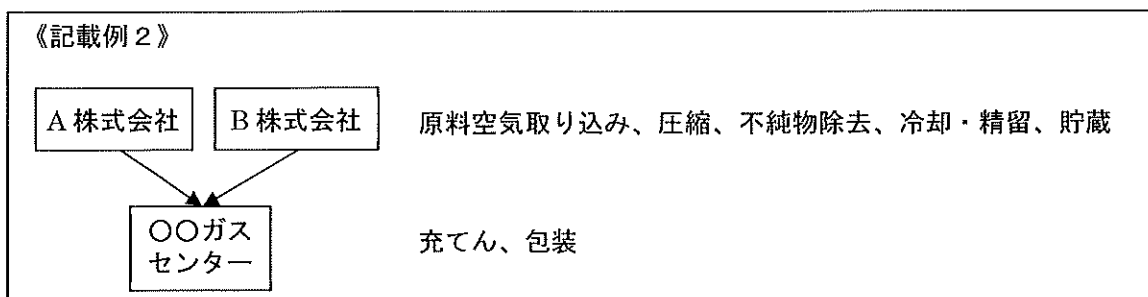 《記載例２》
A 株式会社
B 株式会社
原料空気取り込み、圧縮、不純物除去、冷却・精留、貯蔵
○○ガス
センター
充てん、包装